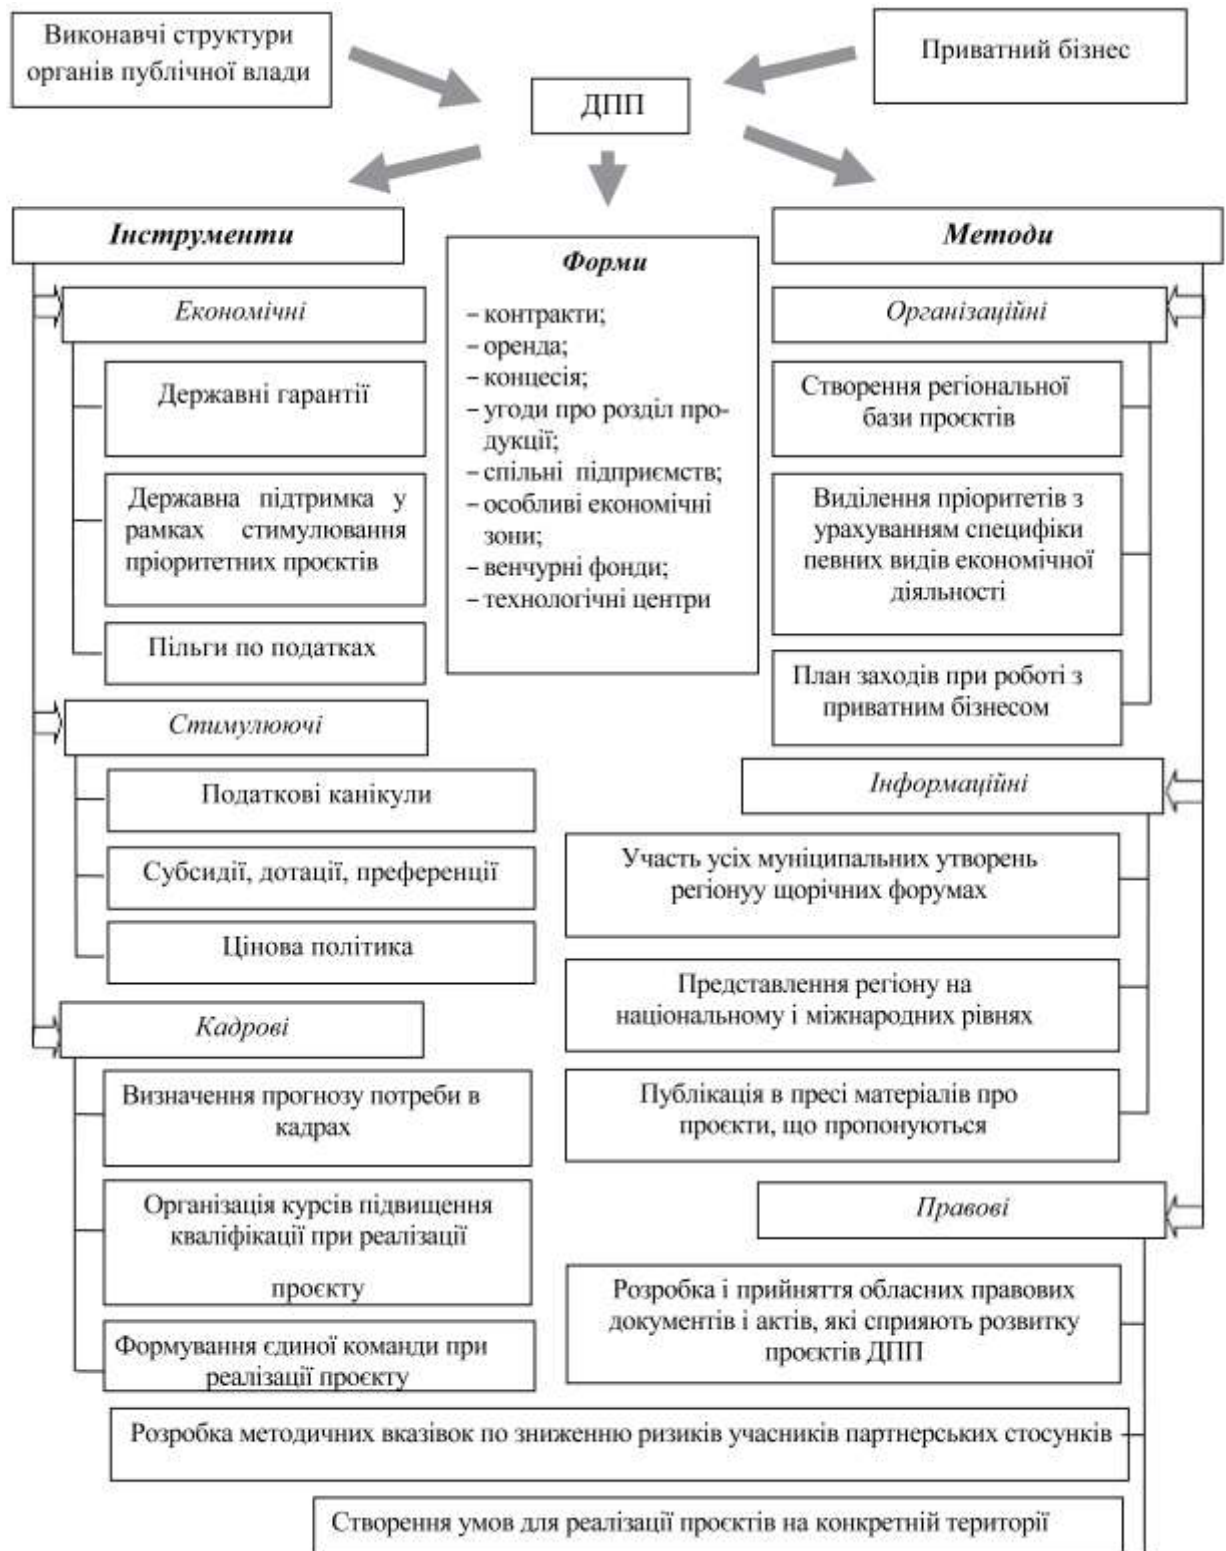 Виконавчі структури
органів публічної влади
Приватний бізнес
ДПП
Інструменти
Економічні
Державні гарантії
Державна підтримка у
рамках стимулювання
пріоритетних проєктів
Пільги по податках
Стимулюючі
Податкові канікули
Субсидії, дотації, преференції
Цінова політика
Кадрові
Визначення прогнозу потреби в
кадрах
Організація курсів підвищення
кваліфікації при реалізації
проєкту
Формування єдиної команди при
реалізації проєкту
Форми
– контракти;
– оренда;
– концесія;
– угоди про розділ про-
дукції;
– спільні підприємств;
– особливі економічні
зони;
– венчурні фонди;
– технологічні центри
Методи
Організаційні
Створення регіональної
бази проєктів
Виділення пріоритетів з
урахуванням специфіки
певних видів економічної
діяльності
План заходів при роботі з
приватним бізнесом
Інформаційні
Участь усіх муніципальних утворень
регіонуу щорічних форумах
Представлення регіону на
національному і міжнародних рівнях
Публікація в пресі матеріалів про
проєкти, що пропонуються
Правові
Розробка і прийняття обласних правових
документів і актів, які сприяють розвитку
проєктів ДПП
Розробка методичних вказівок по зниженню ризиків учасників партнерських стосунків
Створення умов для реалізації проєктів на конкретній території